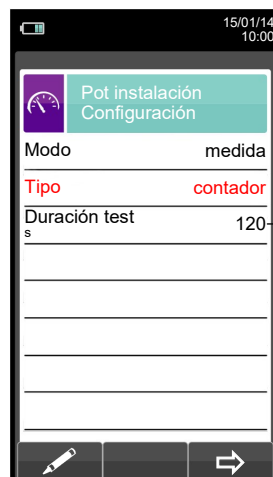 15/01/14
10:00
Pot instalación
Configuración
Modo medida
Tipo contador
Duración test 120-
s